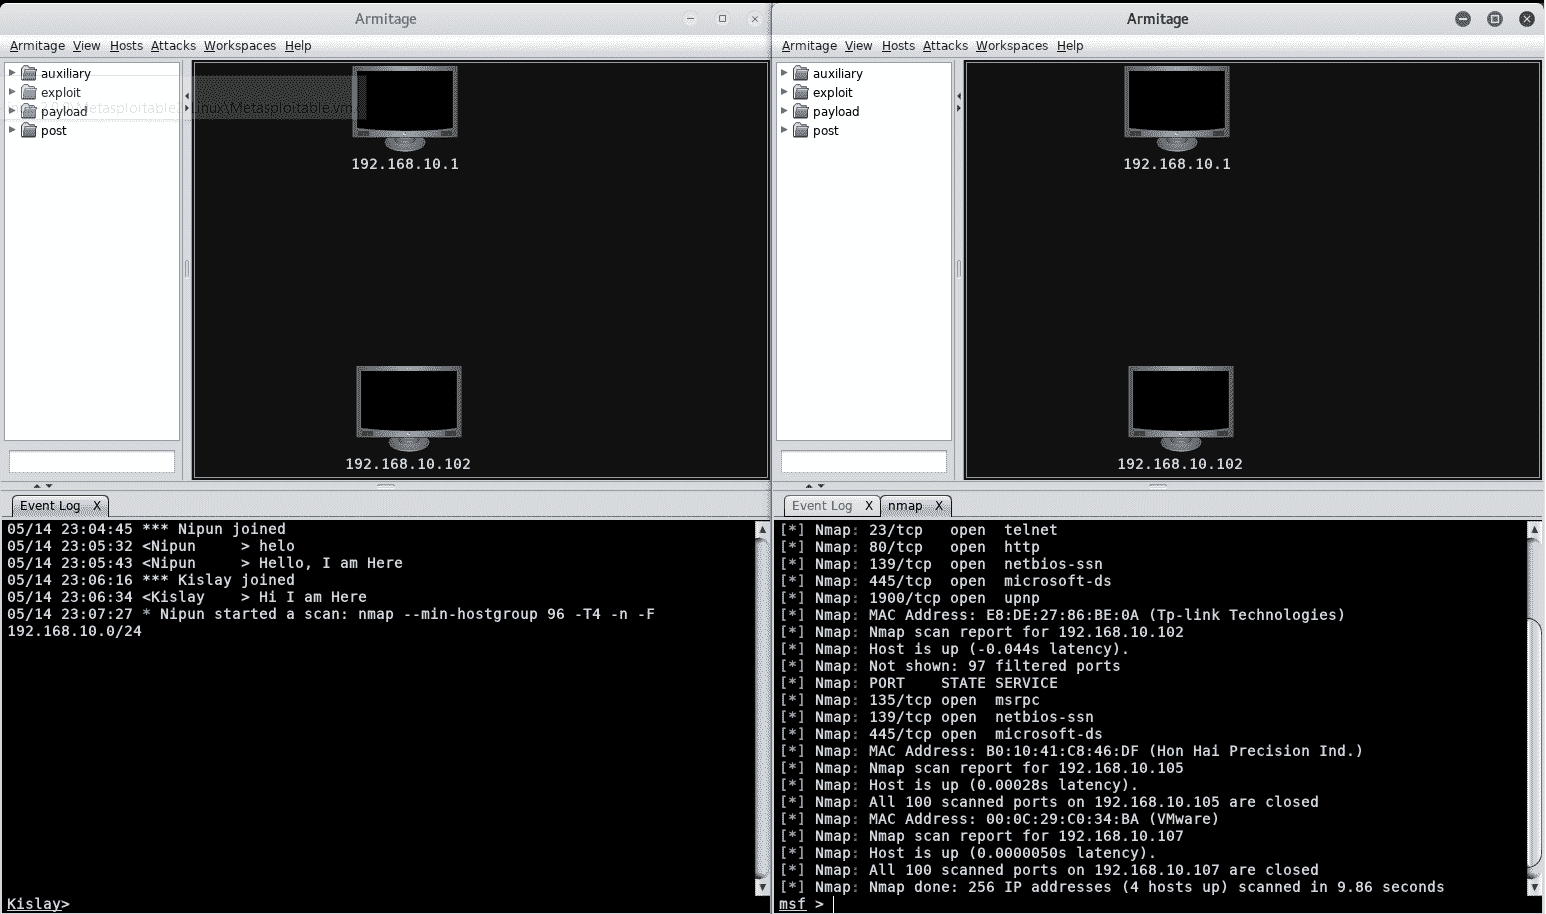 Armitage
Armitage View Hosts Attacks Workspaces Help
auxiliary
exploit
payload
post
Linux\Metasploitable.vm
192.168.10.1
192.168.10.102
Event Log X
05/14 23:04:45 *** Nipun joined
05/14 23:05:32 <Nipun     > helo
05/14 23:05:43 <Nipun     > Hello, I am Here
05/14 23:06:16 *** Kislay joined
05/14 23:06:34 <Kislay    > Hi I am Here
05/14 23:07:27 * Nipun started a scan: nmap --min-hostgroup 96 -T4 -n -F
192.168.10.0/24
Kislay>
Armitage
Armitage View Hosts Attacks Workspaces Help
auxiliary
exploit
payload
post
192.168.10.1
192.168.10.102
Event Log X nmap X
[*] Nmap: 23/tcp   open  telnet
[*] Nmap: 80/tcp   open  http
[*] Nmap: 139/tcp  open  netbios-ssn
[*] Nmap: 445/tcp  open  microsoft-ds
[*] Nmap: 1900/tcp open  upnp
[*] Nmap: MAC Address: E8:DE:27:86:BE:0A (Tp-link Technologies)
[*] Nmap: Nmap scan report for 192.168.10.102
[*] Nmap: Host is up (-0.044s latency).
[*] Nmap: Not shown: 97 filtered ports
[*] Nmap: PORT    STATE SERVICE
[*] Nmap: 135/tcp open  msrpc
[*] Nmap: 139/tcp open  netbios-ssn
[*] Nmap: 445/tcp open  microsoft-ds
[*] Nmap: MAC Address: B0:10:41:C8:46:DF (Hon Hai Precision Ind.)
[*] Nmap: Nmap scan report for 192.168.10.105
[*] Nmap: Host is up (0.00028s latency).
[*] Nmap: All 100 scanned ports on 192.168.10.105 are closed
[*] Nmap: MAC Address: 00:0C:29:C0:34:BA (VMware)
[*] Nmap: Nmap scan report for 192.168.10.107
[*] Nmap: Host is up (0.0000050s latency).
[*] Nmap: All 100 scanned ports on 192.168.10.107 are closed
[*] Nmap: Nmap done: 256 IP addresses (4 hosts up) scanned in 9.86 seconds
msf >